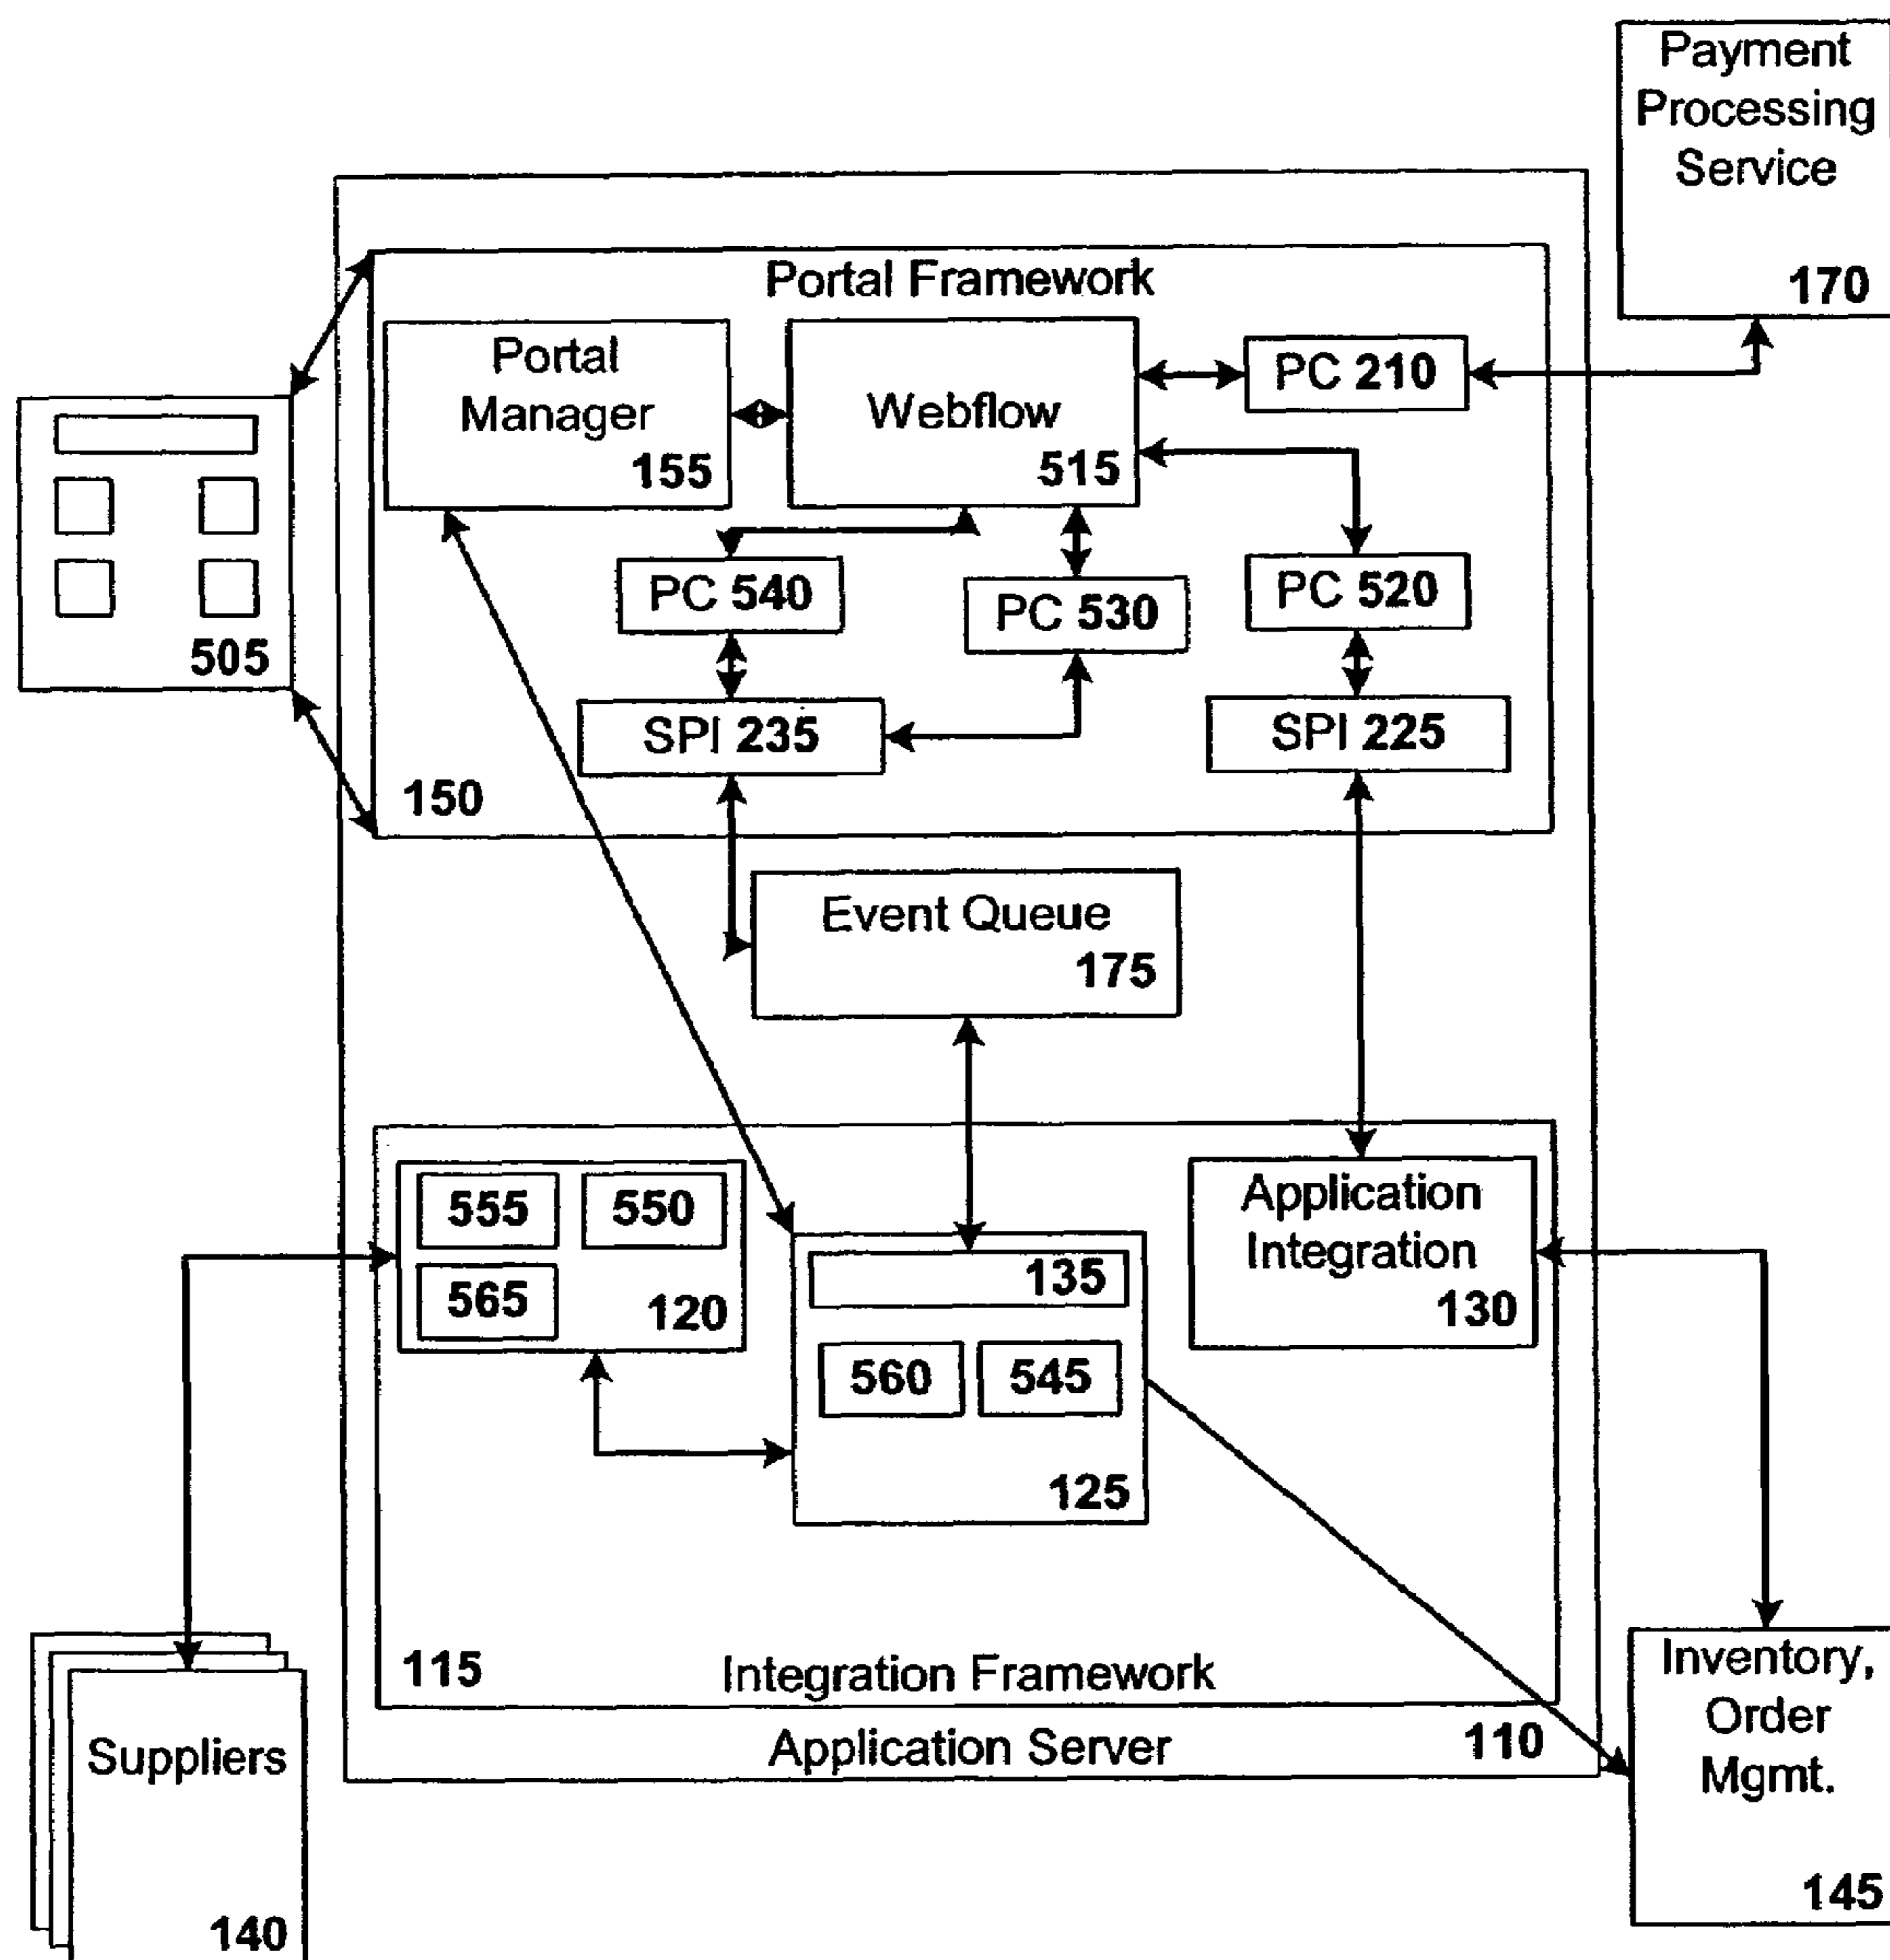 Payment
Processing
Service
170
Portal Framework
Portal
Manager
155
Webflow
515
PC 210
505
PC 540
PC 530
PC 520
SPI 235
SPI 225
150
Event Queue
175
555
550
565
120
135
560
545
125
Application
Integration
130
115
Integration Framework
Application Server
110
Suppliers
140
Inventory,
Order
Mgmt.
145